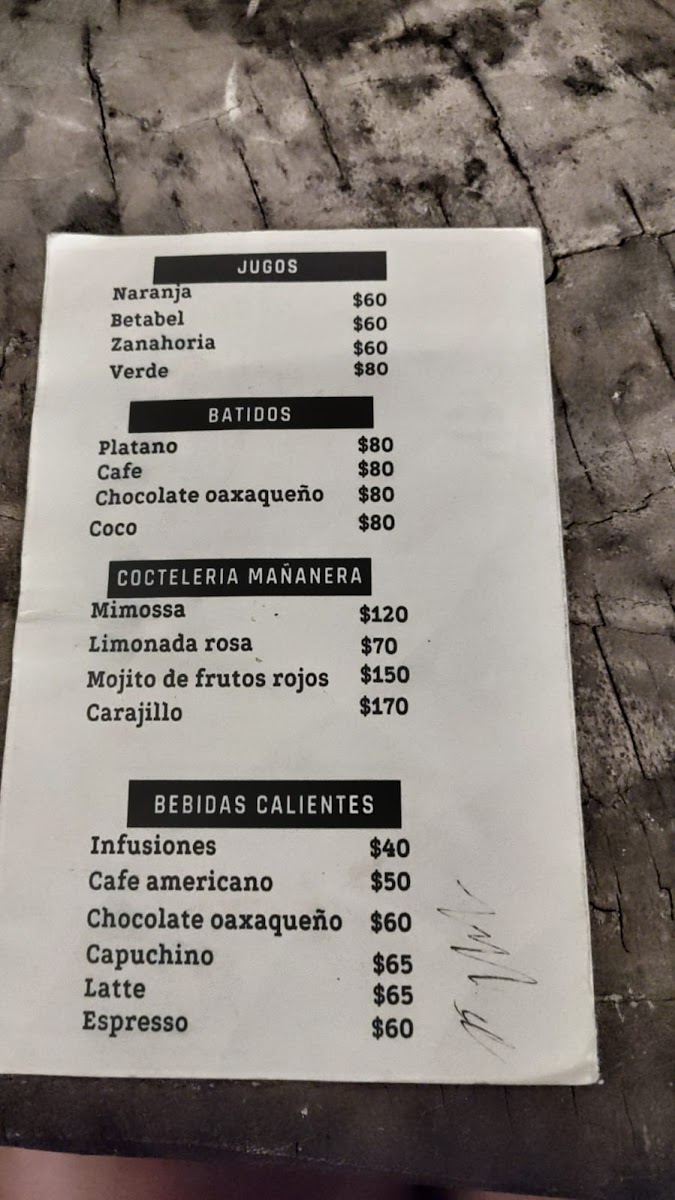 JUGOS
Naranja $60
Betabel $60
Zanahoria $60
Verde $80
BATIDOS
Platano $80
Cafe $80
Chocolate oaxaqueño $80
Coco $80
COCTELERIA MAÑANERA
Mimossa $120
Limonada rosa $70
Mojito de frutos rojos $150
Carajillo $170
BEBIDAS CALIENTES
Infusiones $40
Cafe americano $50
Chocolate oaxaqueño $60
Capuchino $65
Latte $65
Espresso $60